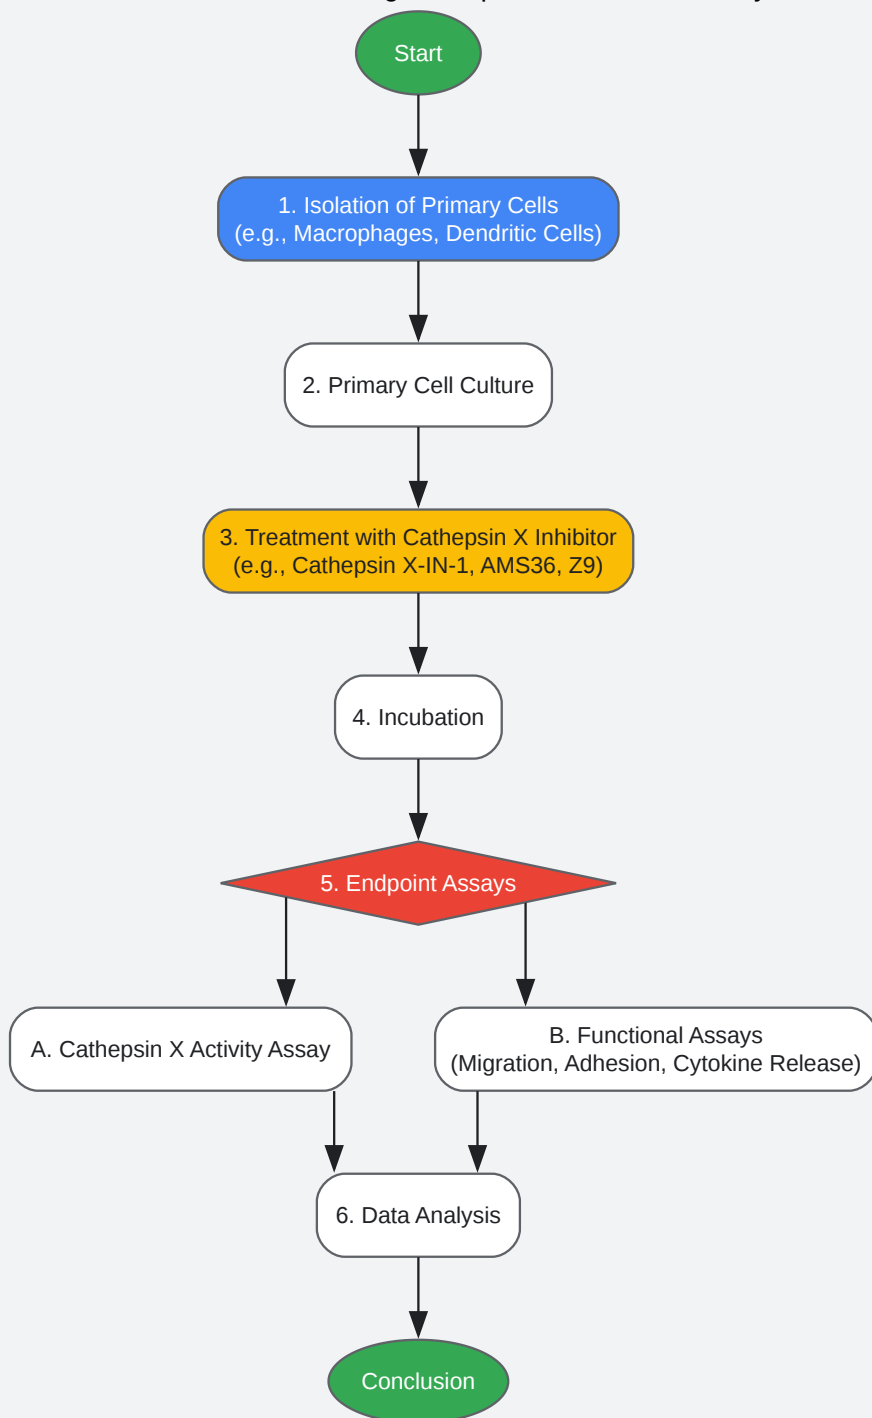 Start
1. Isolation of Primary Cells
(e.g., Macrophages, Dendritic Cells)
2. Primary Cell Culture
3. Treatment with Cathepsin X Inhibitor
(e.g., Cathepsin X-IN-1, AMS36, Z9)
4. Incubation
5. Endpoint Assays
A. Cathepsin X Activity Assay
B. Functional Assays
(Migration, Adhesion, Cytokine Release)
6. Data Analysis
Conclusion